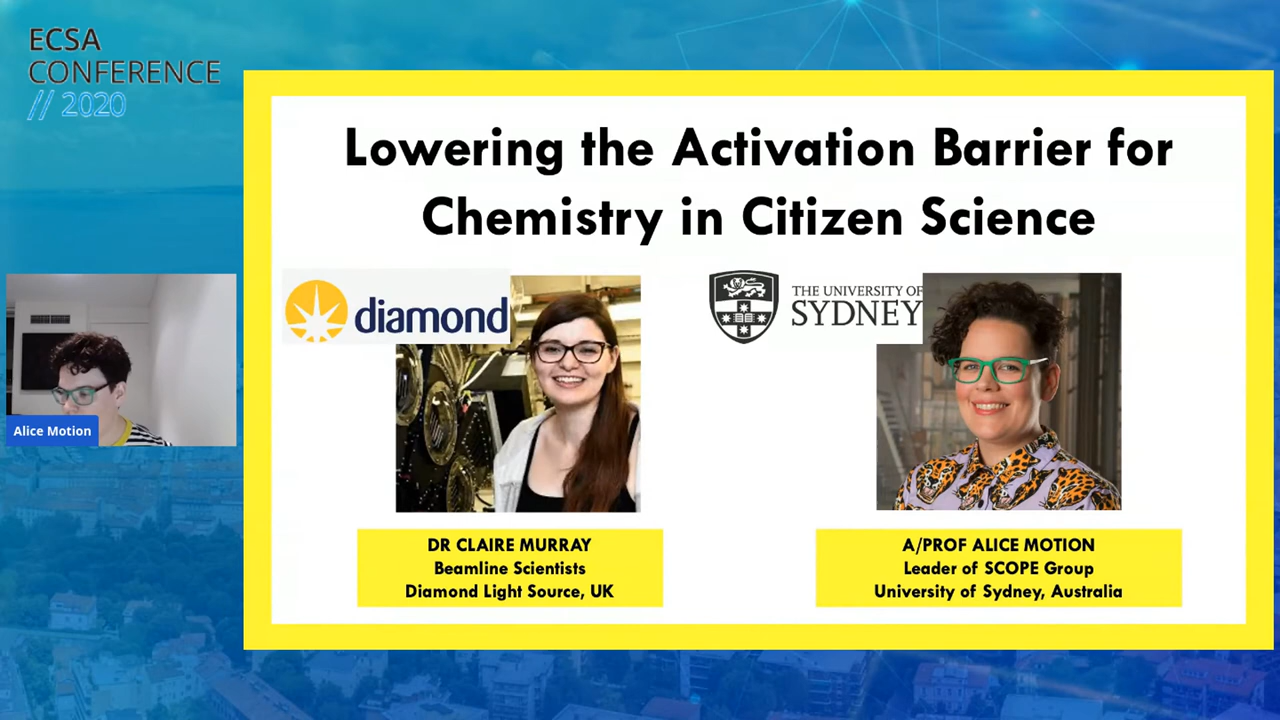 ECSA
CONFERENCE
// 2020
Lowering the Activation Barrier for
Chemistry in Citizen Science
diamond
THE UNIVERSITY OF
SYDNEY
Alice Motion
DR CLAIRE MURRAY
Beamline Scientists
Diamond Light Source, UK
A/PROF ALICE MOTION
Leader of SCOPE Group
University of Sydney, Australia